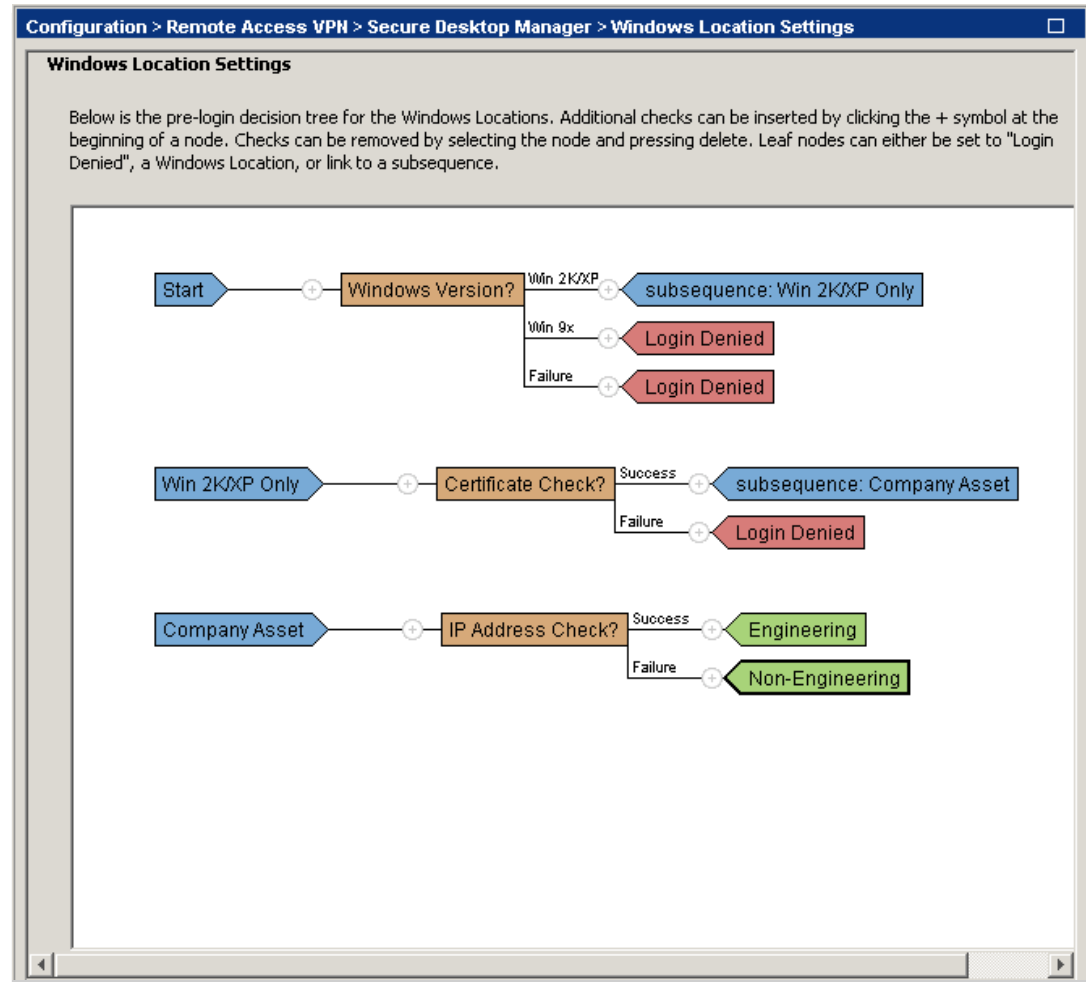 Configuration > Remote Access VPN > Secure Desktop Manager > Windows Location Settings
Windows Location Settings
Below is the pre-login decision tree for the Windows Locations. Additional checks can be inserted by clicking the + symbol at the
beginning of a node. Checks can be removed by selecting the node and pressing delete. Leaf nodes can either be set to "Login
Denied", a Windows Location, or link to a subsequence.
Start
Windows Version?
Win 2K/XP
subsequence: Win 2K/XP Only
Win 9x
Login Denied
Failure
Login Denied
Win 2K/XP Only
Certificate Check?
Success
subsequence: Company Asset
Failure
Login Denied
Company Asset
IP Address Check?
Success
Engineering
Failure
Non-Engineering